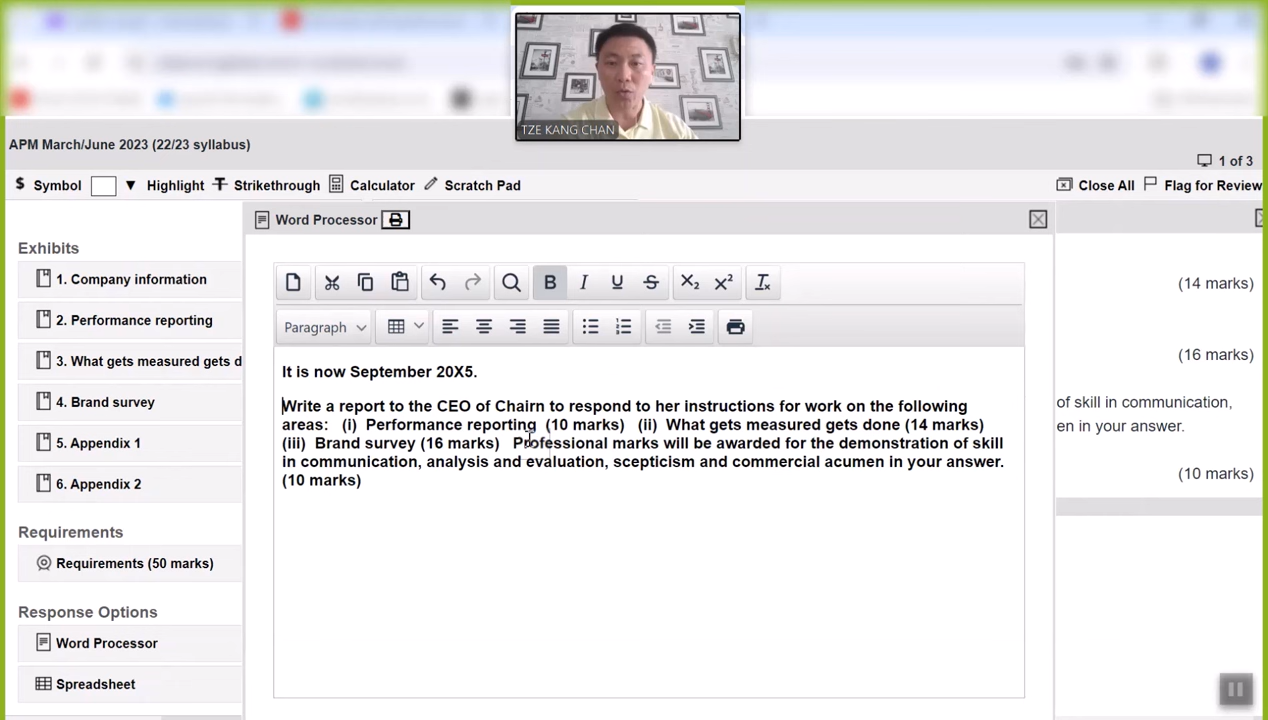 TZE KANG CHAN
APM March/June 2023 (22/23 syllabus)
1 of 3
$ Symbol Highlight Strikethrough Calculator Scratch Pad Close All Flag for Review
Word Processor
Exhibits
1. Company information
2. Performance reporting
3. What gets measured gets d
4. Brand survey
5. Appendix 1
6. Appendix 2
Requirements
Requirements (50 marks)
Response Options
Word Processor
Spreadsheet
B I U S X₂ X² Ix
Paragraph
It is now September 20X5.
Write a report to the CEO of Chairn to respond to her instructions for work on the following
areas: (i) Performance reporting (10 marks) (ii) What gets measured gets done (14 marks)
(iii) Brand survey (16 marks) Professional marks will be awarded for the demonstration of skill
in communication, analysis and evaluation, scepticism and commercial acumen in your answer.
(10 marks)
(14 marks)
(16 marks)
of skill in communication,
en in your answer.
(10 marks)